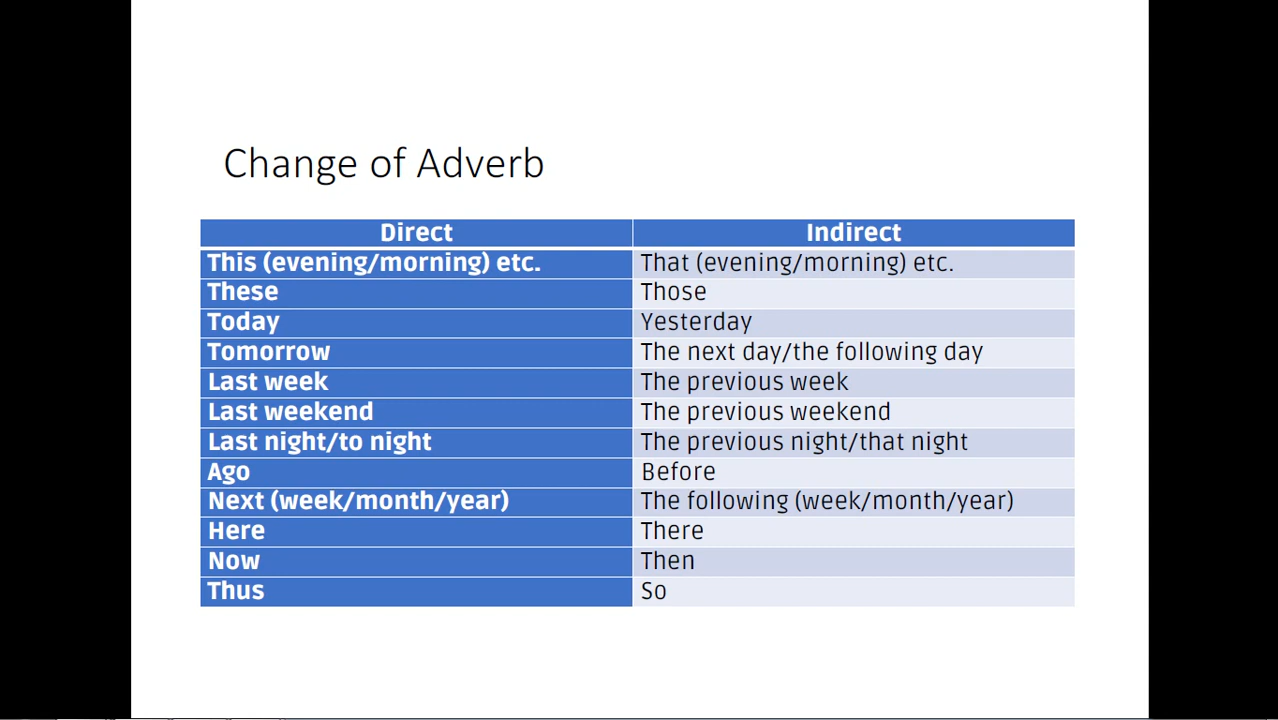 Change of Adverb
Direct Indirect
This (evening/morning) etc. That (evening/morning) etc.
These Those
Today Yesterday
Tomorrow The next day/the following day
Last week The previous week
Last weekend The previous weekend
Last night/to night The previous night/that night
Ago Before
Next (week/month/year) The following (week/month/year)
Here There
Now Then
Thus So